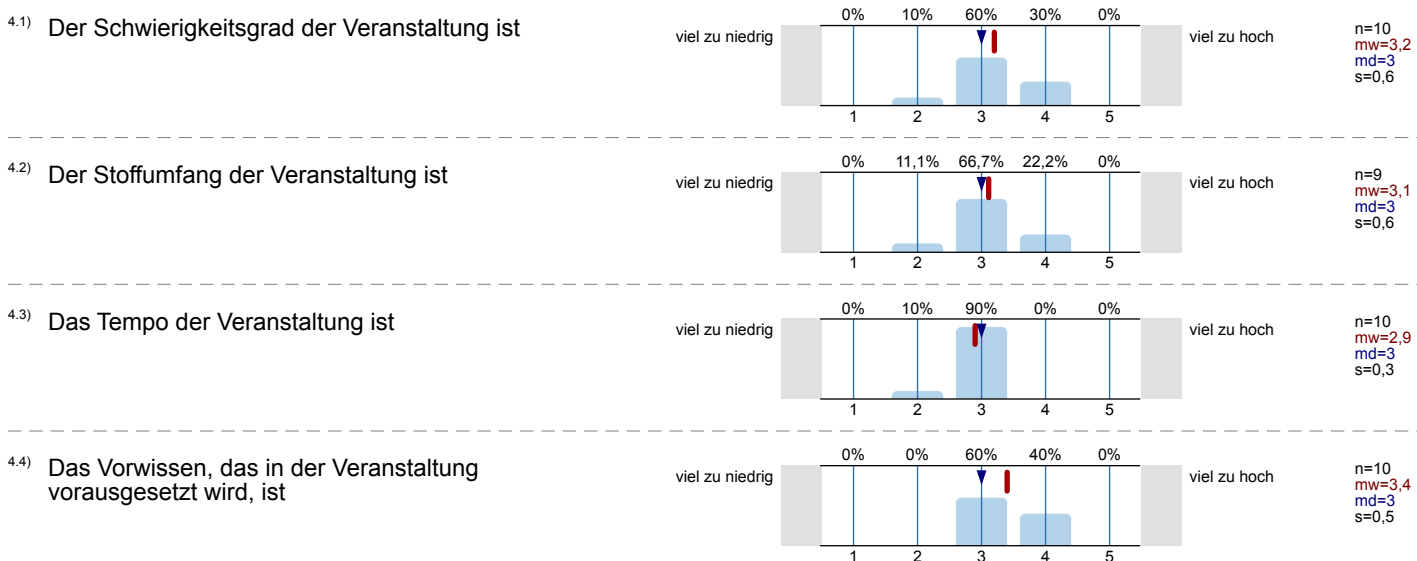 4.1) Der Schwierigkeitsgrad der Veranstaltung ist
viel zu niedrig
0% 10% 60% 30% 0%
1 2 3 4 5
viel zu hoch
n=10
mw=3,2
md=3
s=0,6
4.2) Der Stoffumfang der Veranstaltung ist
viel zu niedrig
0% 11,1% 66,7% 22,2% 0%
1 2 3 4 5
viel zu hoch
n=9
mw=3,1
md=3
s=0,6
4.3) Das Tempo der Veranstaltung ist
viel zu niedrig
0% 10% 90% 0% 0%
1 2 3 4 5
viel zu hoch
n=10
mw=2,9
md=3
s=0,3
4.4) Das Vorwissen, das in der Veranstaltung
vorausgesetzt wird, ist
viel zu niedrig
0% 0% 60% 40% 0%
1 2 3 4 5
viel zu hoch
n=10
mw=3,4
md=3
s=0,5